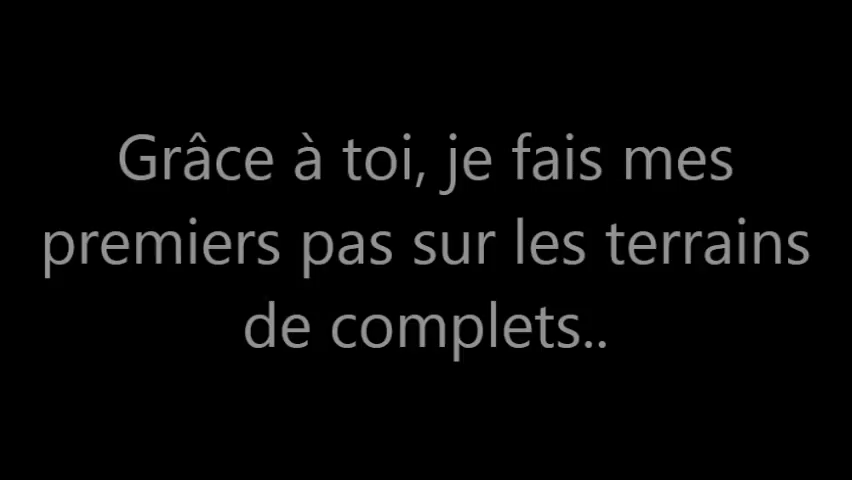 Grâce à toi, je fais mes
premiers pas sur les terrains
de complets..